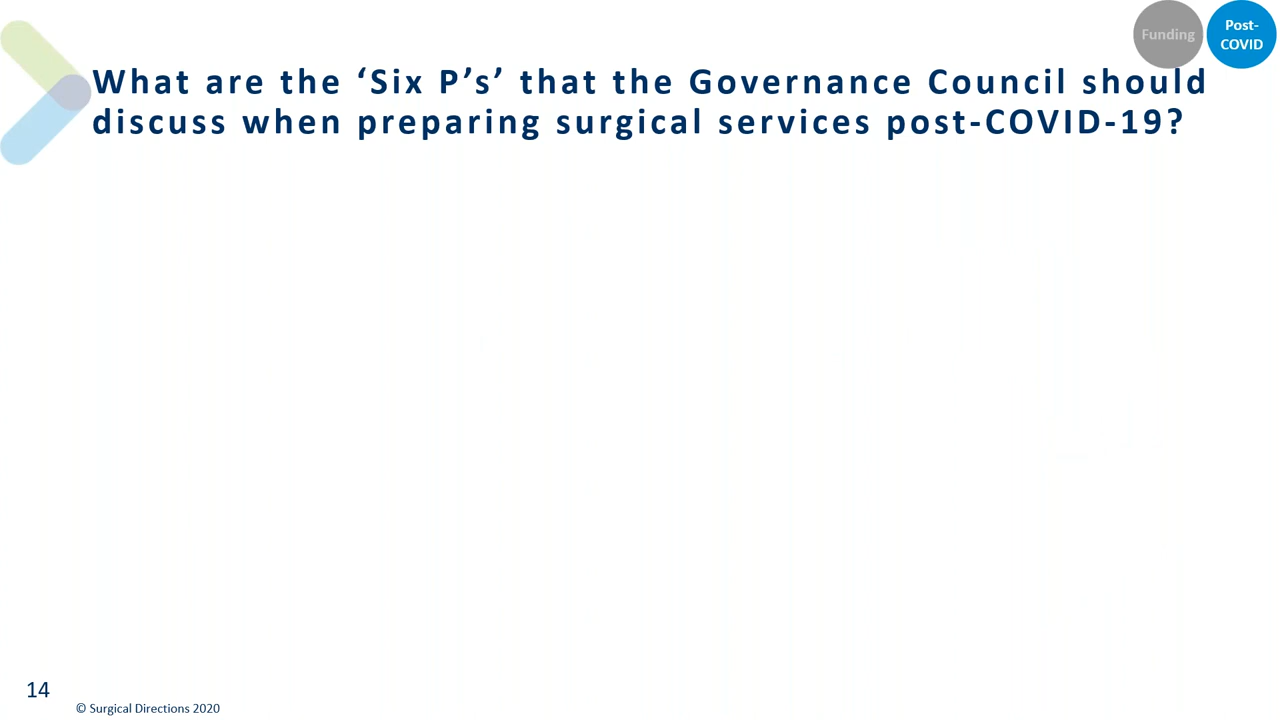 Funding
Post-
COVID
What are the ‘Six P’s’ that the Governance Council should
discuss when preparing surgical services post-COVID-19?
14
© Surgical Directions 2020